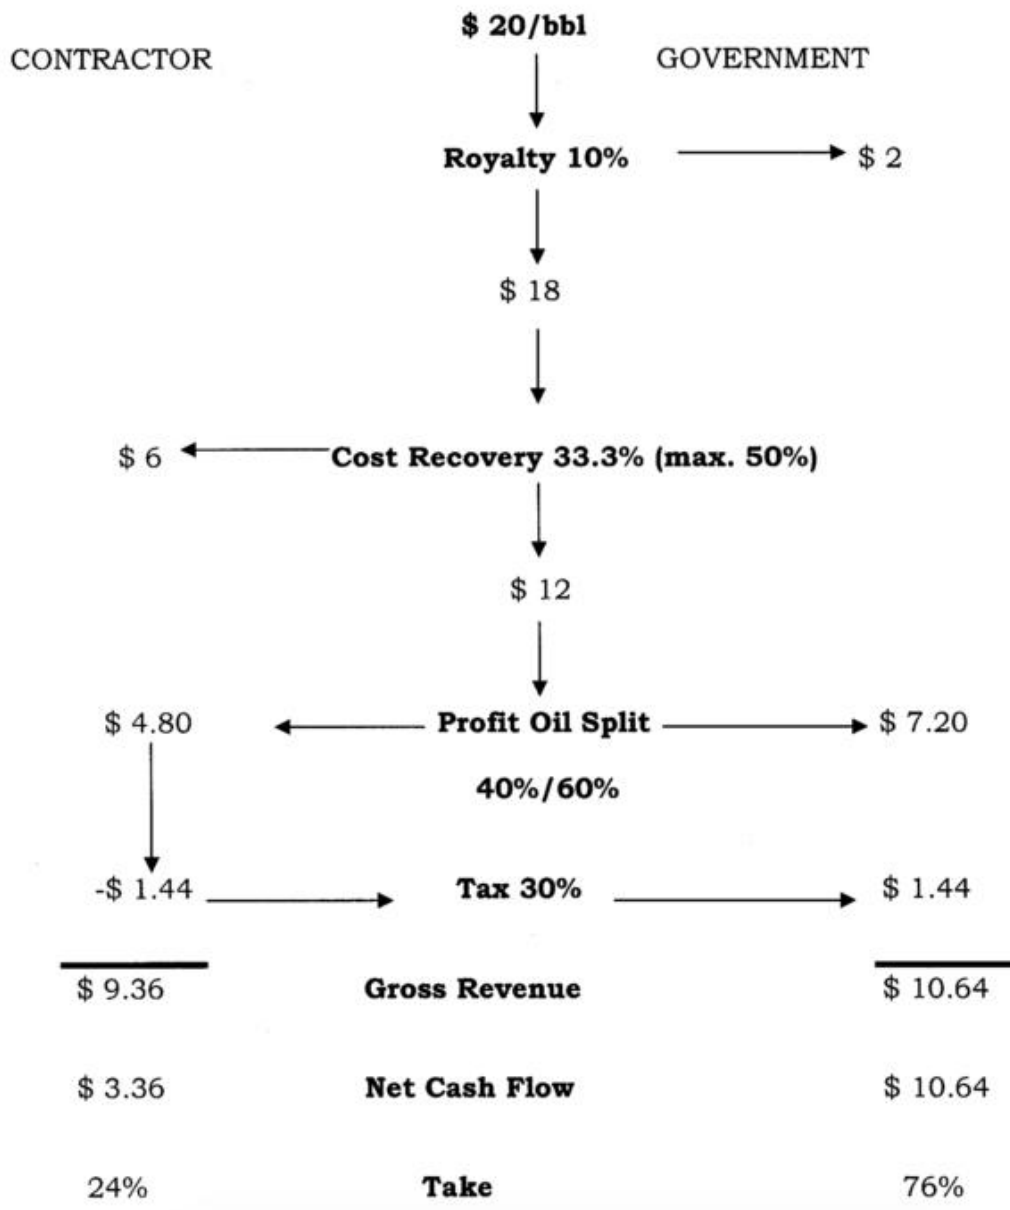 $ 20/bbl
CONTRACTOR GOVERNMENT
Royalty 10% $ 2
$ 18
$ 6 Cost Recovery 33.3% (max. 50%)
$ 12
$ 4.80 Profit Oil Split $ 7.20
40%/60%
-$ 1.44 Tax 30% $ 1.44
$ 9.36 Gross Revenue $ 10.64
$ 3.36 Net Cash Flow $ 10.64
24% Take 76%